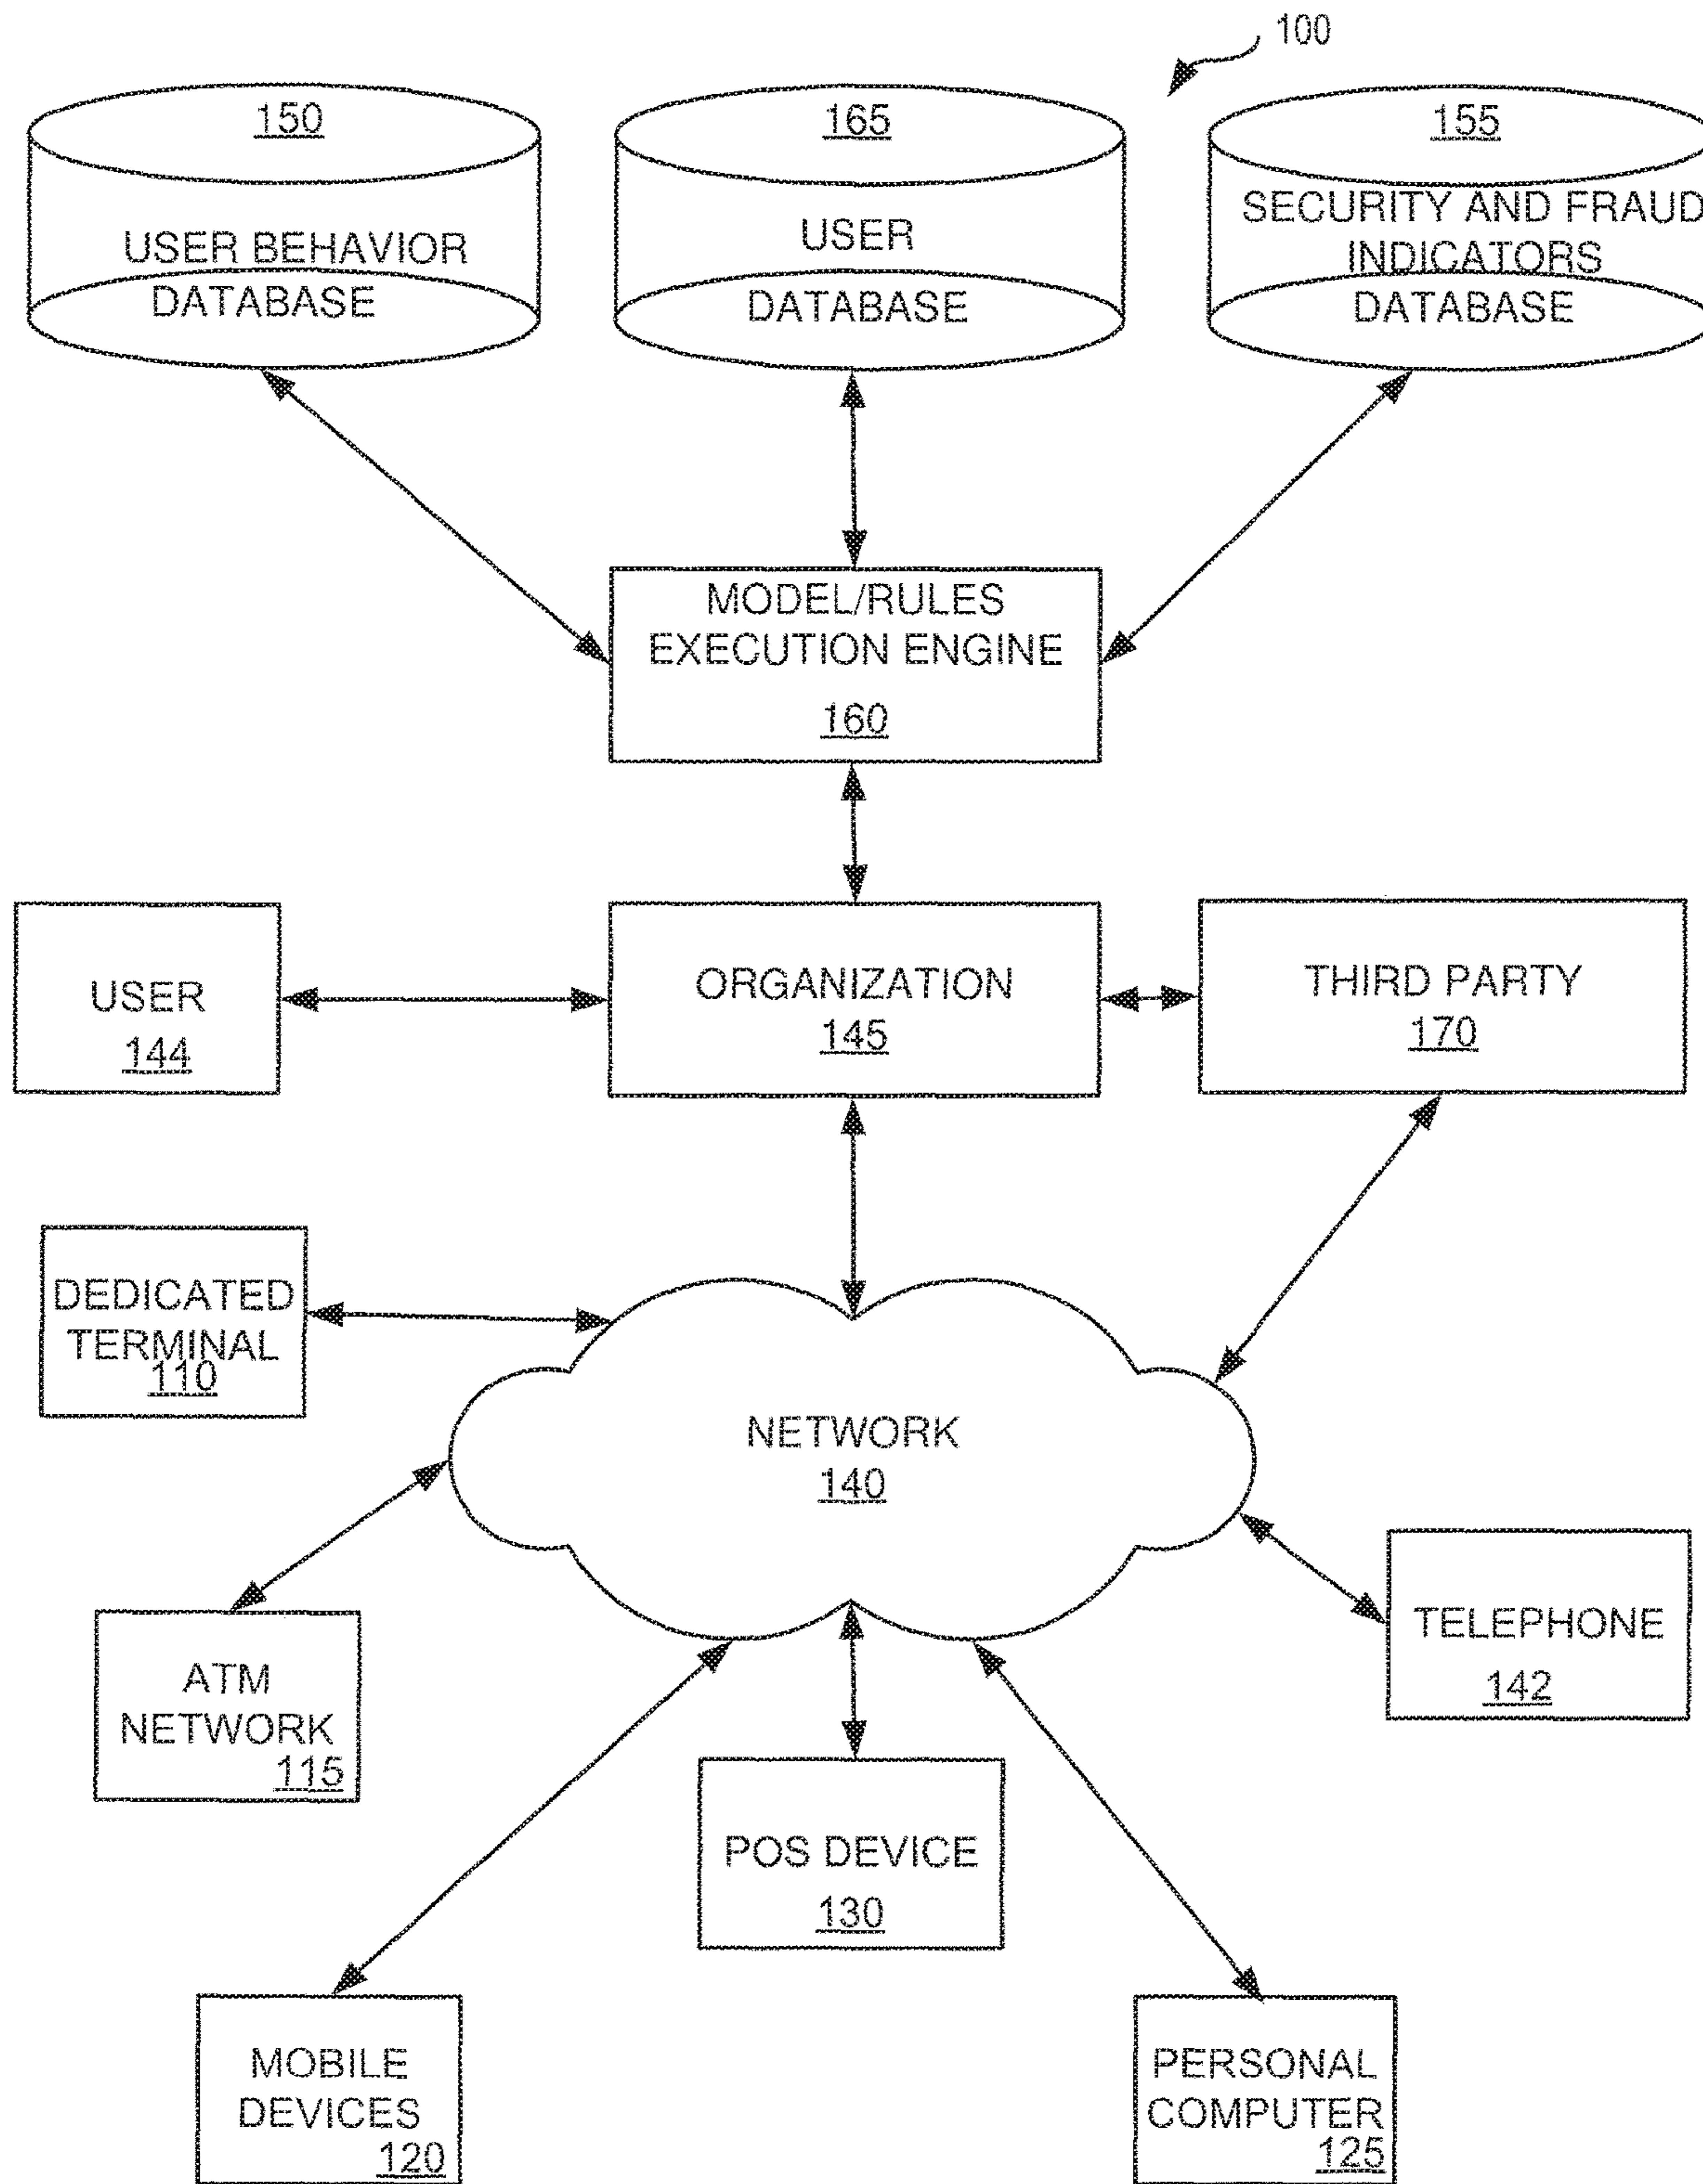 100
150
USER BEHAVIOR
DATABASE
165
USER
DATABASE
155
SECURITY AND FRAUD
INDICATORS
DATABASE
MODEL/RULES
EXECUTION ENGINE
160
USER
144
ORGANIZATION
145
THIRD PARTY
170
DEDICATED
TERMINAL
110
NETWORK
140
ATM
NETWORK
115
TELEPHONE
142
POS DEVICE
130
MOBILE
DEVICES
120
PERSONAL
COMPUTER
125